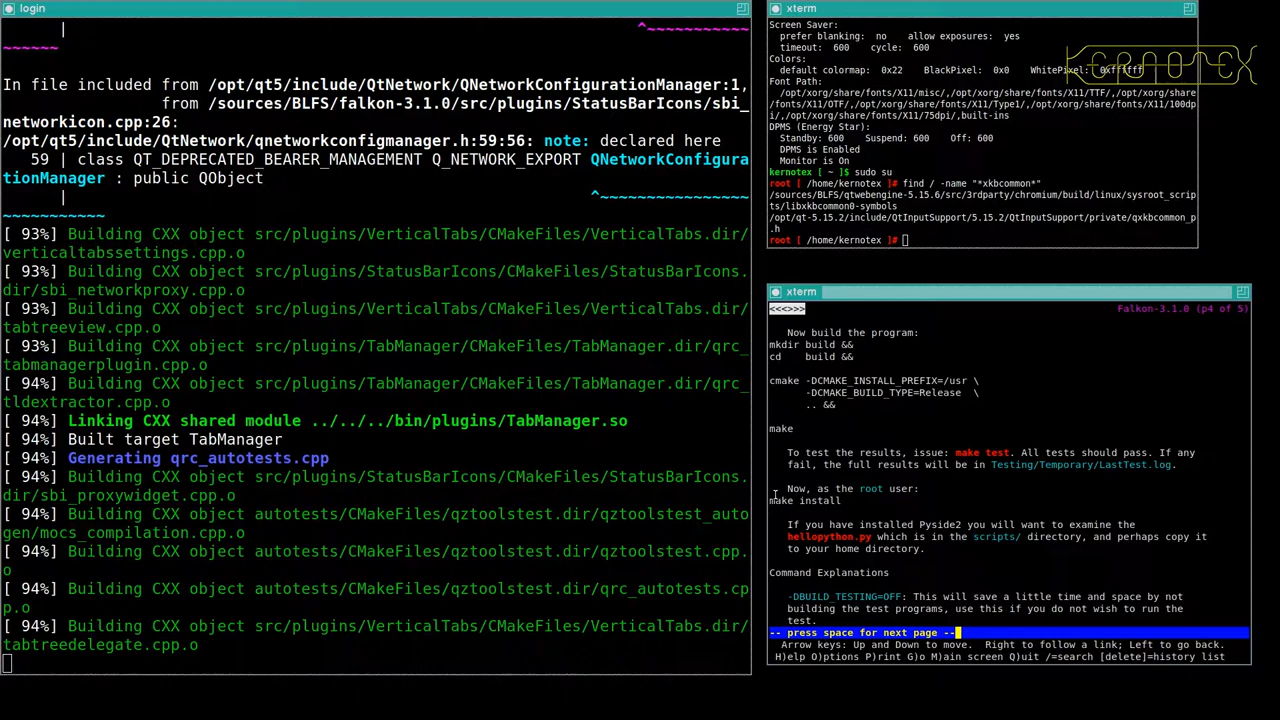 login
|                                                                                      ^~~~~~~~~~~~
~~~~~~
In file included from /opt/qt5/include/QtNetwork/QNetworkConfigurationManager:1,
                 from /sources/BLFS/falkon-3.1.0/src/plugins/StatusBarIcons/sbi_
networkicon.cpp:26:
/opt/qt5/include/QtNetwork/qnetworkconfigmanager.h:59:56: note: declared here
   59 | class QT_DEPRECATED_BEARER_MANAGEMENT Q_NETWORK_EXPORT QNetworkConfigura
tionManager : public QObject
      |                                                        ^~~~~~~~~~~~~~~~~
~~~~~~~~~~~
[ 93%] Building CXX object src/plugins/VerticalTabs/CMakeFiles/VerticalTabs.dir/
verticaltabssettings.cpp.o
[ 93%] Building CXX object src/plugins/StatusBarIcons/CMakeFiles/StatusBarIcons.
dir/sbi_networkproxy.cpp.o
[ 93%] Building CXX object src/plugins/VerticalTabs/CMakeFiles/VerticalTabs.dir/
tabtreeview.cpp.o
[ 93%] Building CXX object src/plugins/TabManager/CMakeFiles/TabManager.dir/qrc_
tabmanagerplugin.cpp.o
[ 94%] Building CXX object src/plugins/TabManager/CMakeFiles/TabManager.dir/qrc_
tldextractor.cpp.o
[ 94%] Linking CXX shared module ../../../bin/plugins/TabManager.so
[ 94%] Built target TabManager
[ 94%] Generating qrc_autotests.cpp
[ 94%] Building CXX object src/plugins/StatusBarIcons/CMakeFiles/StatusBarIcons.
dir/sbi_proxywidget.cpp.o
[ 94%] Building CXX object autotests/CMakeFiles/qztoolstest.dir/qztoolstest_auto
gen/mocs_compilation.cpp.o
[ 94%] Building CXX object autotests/CMakeFiles/qztoolstest.dir/qztoolstest.cpp.
o
[ 94%] Building CXX object autotests/CMakeFiles/qztoolstest.dir/qrc_autotests.cp
p.o
[ 94%] Building CXX object src/plugins/VerticalTabs/CMakeFiles/VerticalTabs.dir/
tabtreedelegate.cpp.o
xterm
Screen Saver:
  prefer blanking:  no    allow exposures:  yes
  timeout:  600    cycle:  600
Colors:
  default colormap:  0x22    BlackPixel:  0x0    WhitePixel:  0xffffff
Font Path:
  /opt/xorg/share/fonts/X11/misc/,/opt/xorg/share/fonts/X11/TTF/,/opt/xorg/share
/fonts/X11/OTF/,/opt/xorg/share/fonts/X11/Type1/,/opt/xorg/share/fonts/X11/100dp
i/,/opt/xorg/share/fonts/X11/75dpi/,built-ins
DPMS (Energy Star):
  Standby: 600    Suspend: 600    Off: 600
  DPMS is Enabled
  Monitor is On
kernotex [ ~ ]$ sudo su
root [ /home/kernotex ]# find / -name "*xkbcommon*"
/sources/BLFS/qtwebengine-5.15.6/src/3rdparty/chromium/build/linux/sysroot_scrip
ts/libxkbcommon0-symbols
/opt/qt-5.15.2/include/QtInputSupport/5.15.2/QtInputSupport/private/qxkbcommon_p
.h
root [ /home/kernotex ]#
KERNOTEX
xterm
<<<>>> Falkon-3.1.0 (p4 of 5)
Now build the program:
mkdir build &&
cd    build &&
cmake -DCMAKE_INSTALL_PREFIX=/usr \
      -DCMAKE_BUILD_TYPE=Release  \
      .. &&
make
To test the results, issue: make test. All tests should pass. If any
fail, the full results will be in Testing/Temporary/LastTest.log.
Now, as the root user:
make install
If you have installed Pyside2 you will want to examine the
hellopython.py which is in the scripts/ directory, and perhaps copy it
to your home directory.
Command Explanations
-DBUILD_TESTING=OFF: This will save a little time and space by not
building the test programs, use this if you do not wish to run the
test.
-- press space for next page --
Arrow keys: Up and Down to move.  Right to follow a link; Left to go back.
H)elp O)ptions P)rint G)o M)ain screen Q)uit /=search [delete]=history list